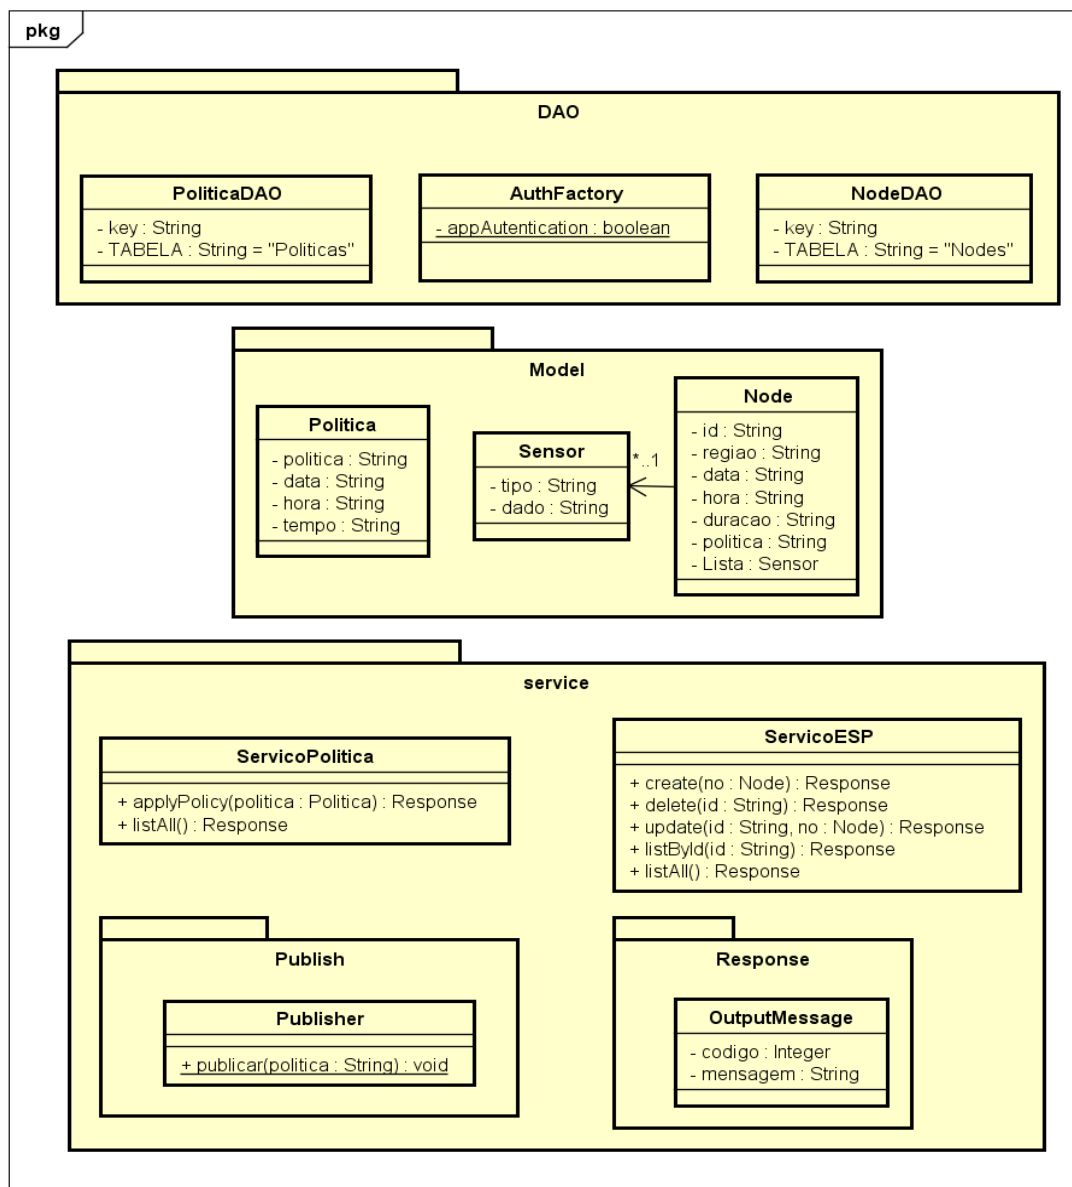 pkg
DAO
PoliticaDAO
- key : String
- TABELA : String = "Politicas"
AuthFactory
- appAutentication : boolean
NodeDAO
- key : String
- TABELA : String = "Nodes"
Model
Politica
- politica : String
- data : String
- hora : String
- tempo : String
Sensor
- tipo : String
- dado : String
*..1
Node
- id : String
- regiao : String
- data : String
- hora : String
- duracao : String
- politica : String
- Lista : Sensor
service
ServicoPolitica
+ applyPolicy(politica : Politica) : Response
+ listAll() : Response
ServicoESP
+ create(no : Node) : Response
+ delete(id : String) : Response
+ update(id : String, no : Node) : Response
+ listById(id : String) : Response
+ listAll() : Response
Publish
Publisher
+ publicar(politica : String) : void
Response
OutputMessage
- codigo : Integer
- mensagem : String